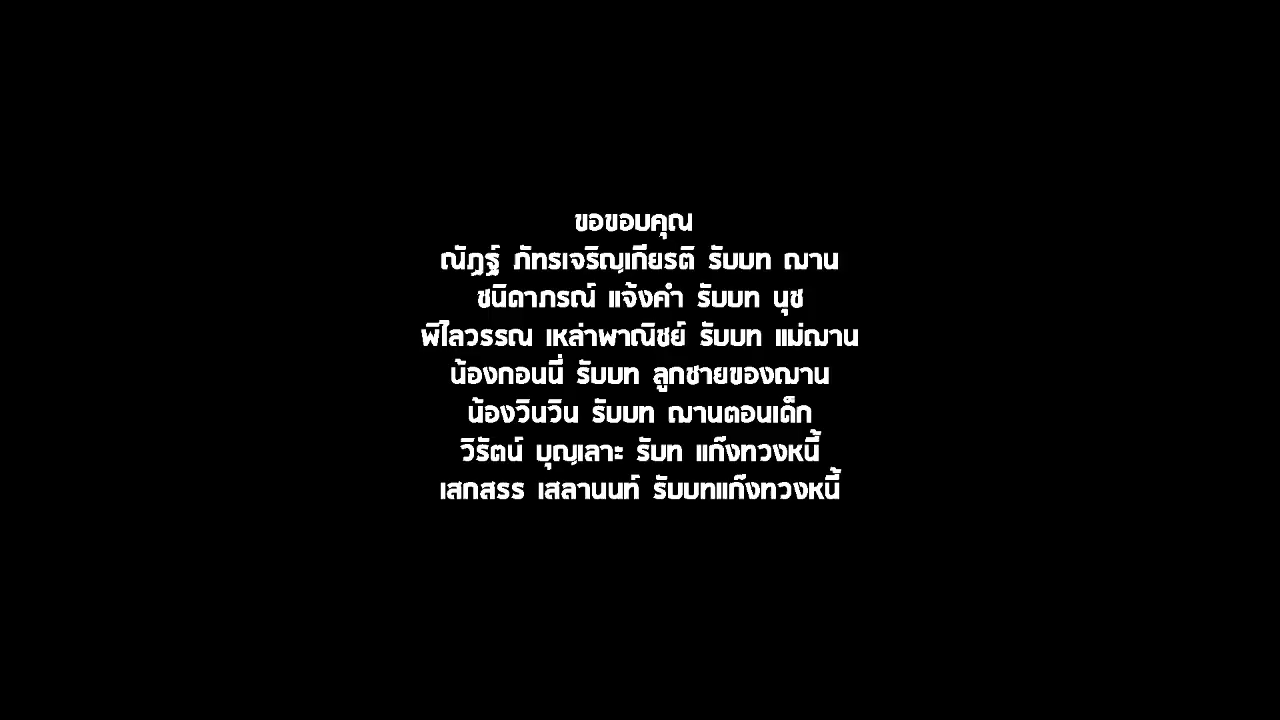 ขอขอบคุณ
ณัฏฐ์ ภัทรเจริญเกียรติ รับบท ฌาน
ชนิดาภรณ์ แจ้งคำ รับบท นุช
พิไลวรรณ เหล่าพาณิชย์ รับบท แม่ฌาน
น้องกอนนี่ รับบท ลูกชายของฌาน
น้องวินวิน รับบท ฌานตอนเด็ก
วิรัตน์ บุญเลาะ รับท แก๊งทวงหนี้
เสกสรร เสลานนท์ รับบทแก๊งทวงหนี้